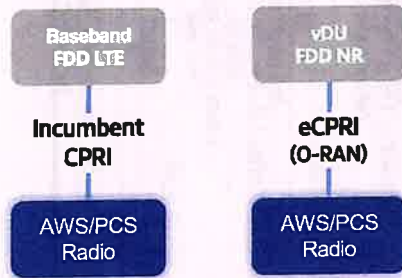 Baseband
FDD LTE
Incumbent
CPRI
AWS/PCS
Radio
vDU
FDD NR
eCPRI
(O-RAN)
AWS/PCS
Radio